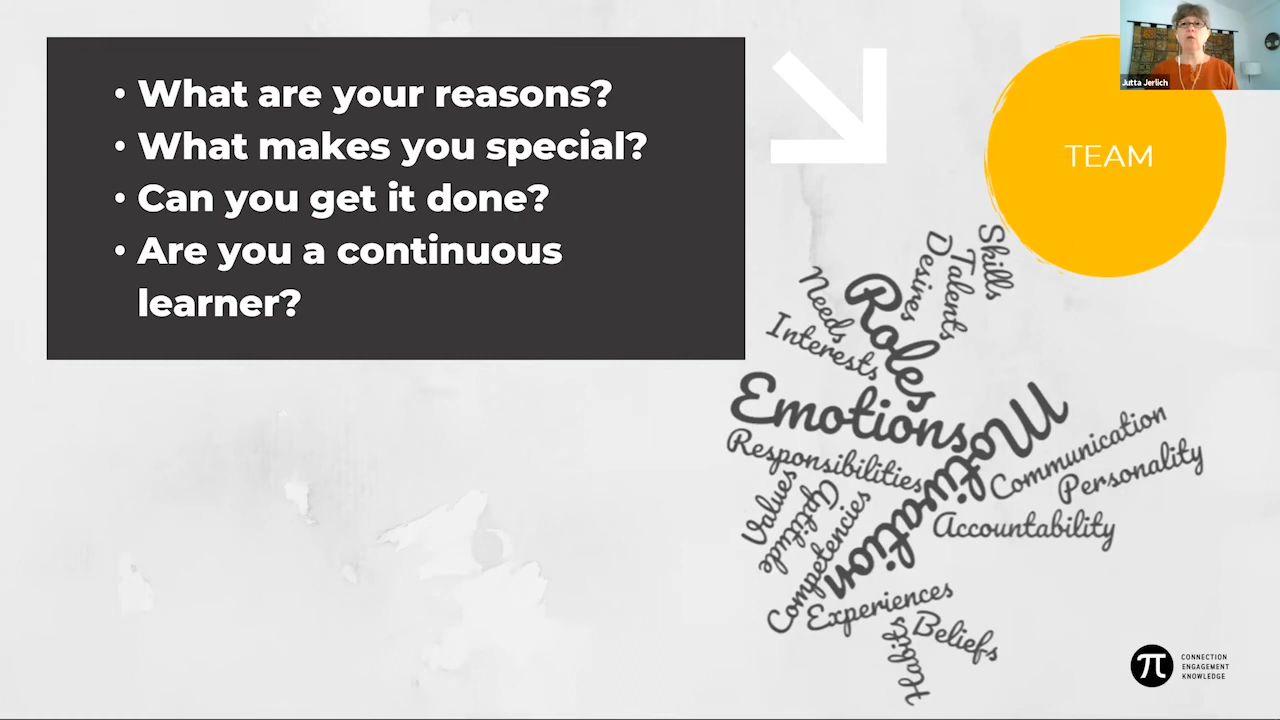 • What are your reasons?
• What makes you special?
• Can you get it done?
• Are you a continuous
learner?
Jutta Jerlich
TEAM
Skills
Talents
Desires
Roles
Needs
Interests
Emotions
Motivation
Responsibilities
Communication
Personality
Accountability
Values
Aptitude
Competencies
Experiences
Beliefs
Habits
π
CONNECTION
ENGAGEMENT
KNOWLEDGE